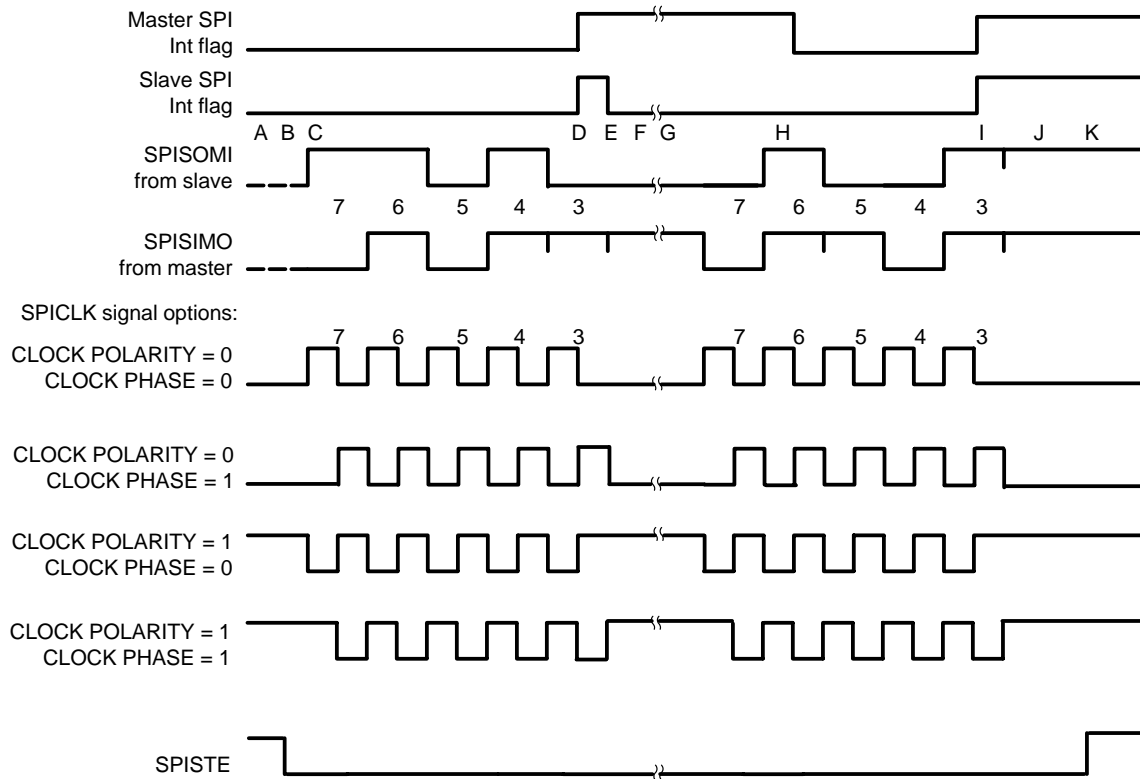 Master SPI
Int flag
Slave SPI
Int flag
A B C D E F G H I J K
SPISOMI
from slave
7 6 5 4 3 7 6 5 4 3
SPISIMO
from master
SPICLK signal options:
7 6 5 4 3 7 6 5 4 3
CLOCK POLARITY = 0
CLOCK PHASE = 0
CLOCK POLARITY = 0
CLOCK PHASE = 1
CLOCK POLARITY = 1
CLOCK PHASE = 0
CLOCK POLARITY = 1
CLOCK PHASE = 1
SPISTE